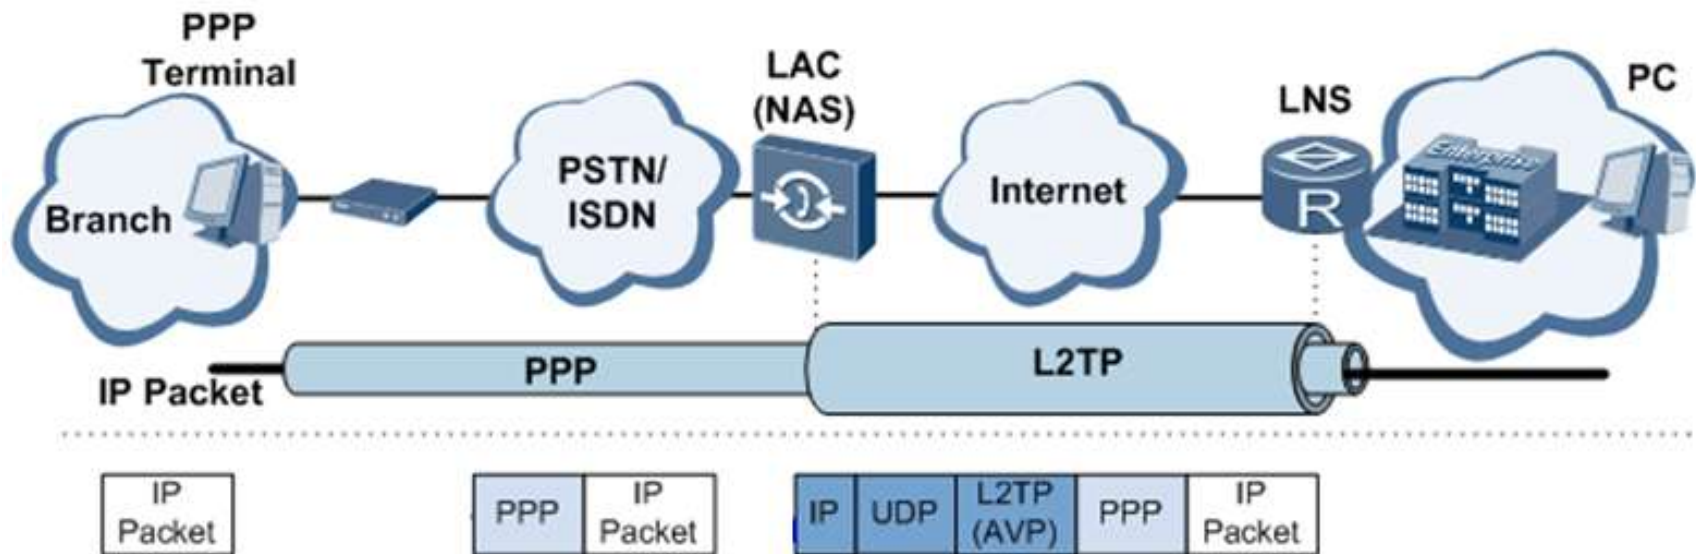 PPP
Terminal
LAC
(NAS)
LNS
PC
Branch
PSTN/
ISDN
Internet
Enterprise
R
PPP
L2TP
IP Packet
IP
Packet
PPP
IP
Packet
IP
UDP
L2TP
(AVP)
PPP
IP
Packet